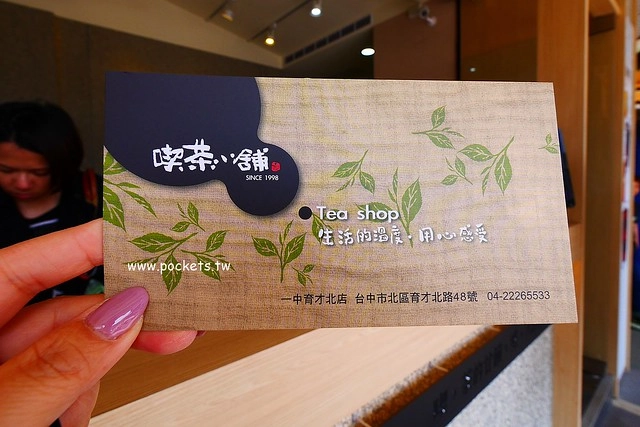 喫茶小舖
SINCE 1998
Tea shop
生活的溫度·用心感受
www.pockets.tw
一中育才北店 台中市北區育才北路48號 04-22265533